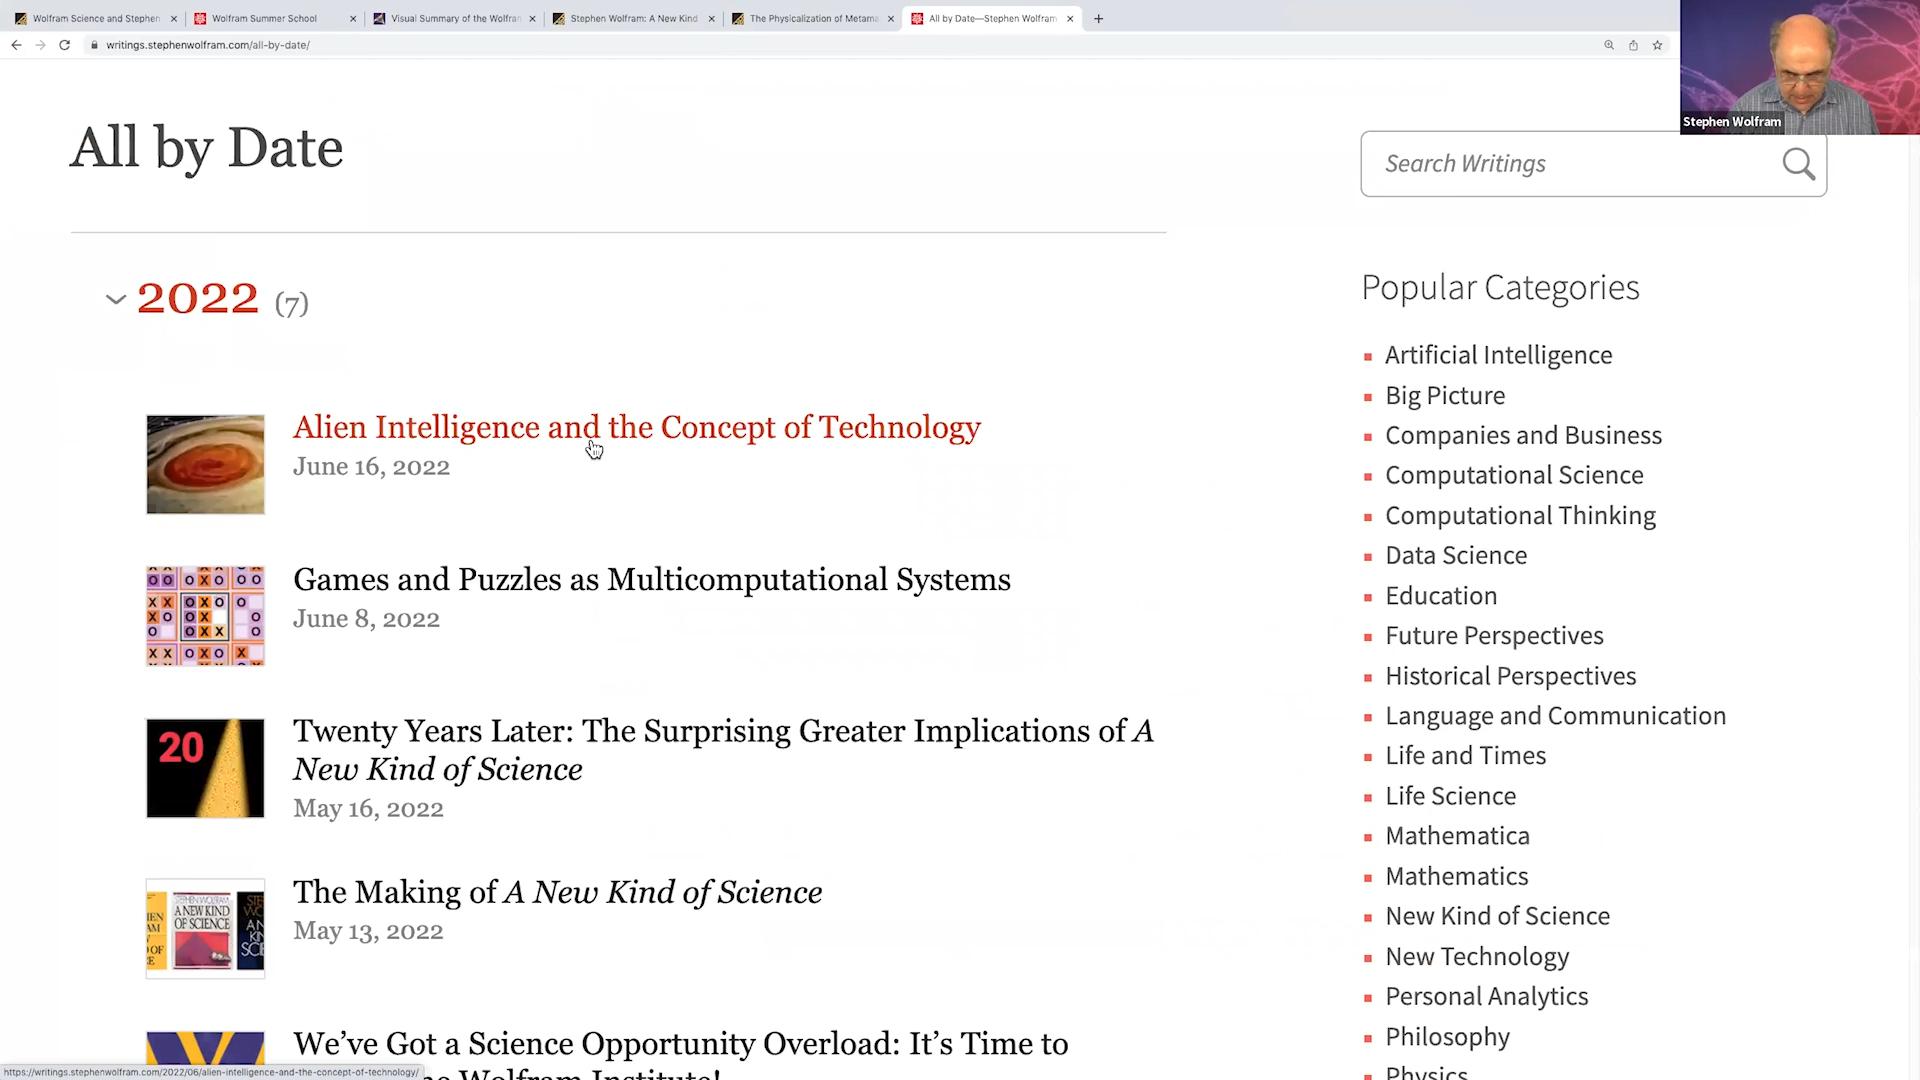 Wolfram Science and Stephen
Wolfram Summer School
Visual Summary of the Wolfran
Stephen Wolfram: A New Kind
The Physicalization of Metama
All by Date—Stephen Wolfram
writings.stephenwolfram.com/all-by-date/
Stephen Wolfram
All by Date
Search Writings
2022 (7)
Alien Intelligence and the Concept of Technology
June 16, 2022
Games and Puzzles as Multicomputational Systems
June 8, 2022
20
Twenty Years Later: The Surprising Greater Implications of A
New Kind of Science
May 16, 2022
A NEW KIND
OF SCIENCE
The Making of A New Kind of Science
May 13, 2022
We’ve Got a Science Opportunity Overload: It’s Time to
Wolfram Institute!
Popular Categories
Artificial Intelligence
Big Picture
Companies and Business
Computational Science
Computational Thinking
Data Science
Education
Future Perspectives
Historical Perspectives
Language and Communication
Life and Times
Life Science
Mathematica
Mathematics
New Kind of Science
New Technology
Personal Analytics
Philosophy
Physics
https://writings.stephenwolfram.com/2022/06/alien-intelligence-and-the-concept-of-technology/